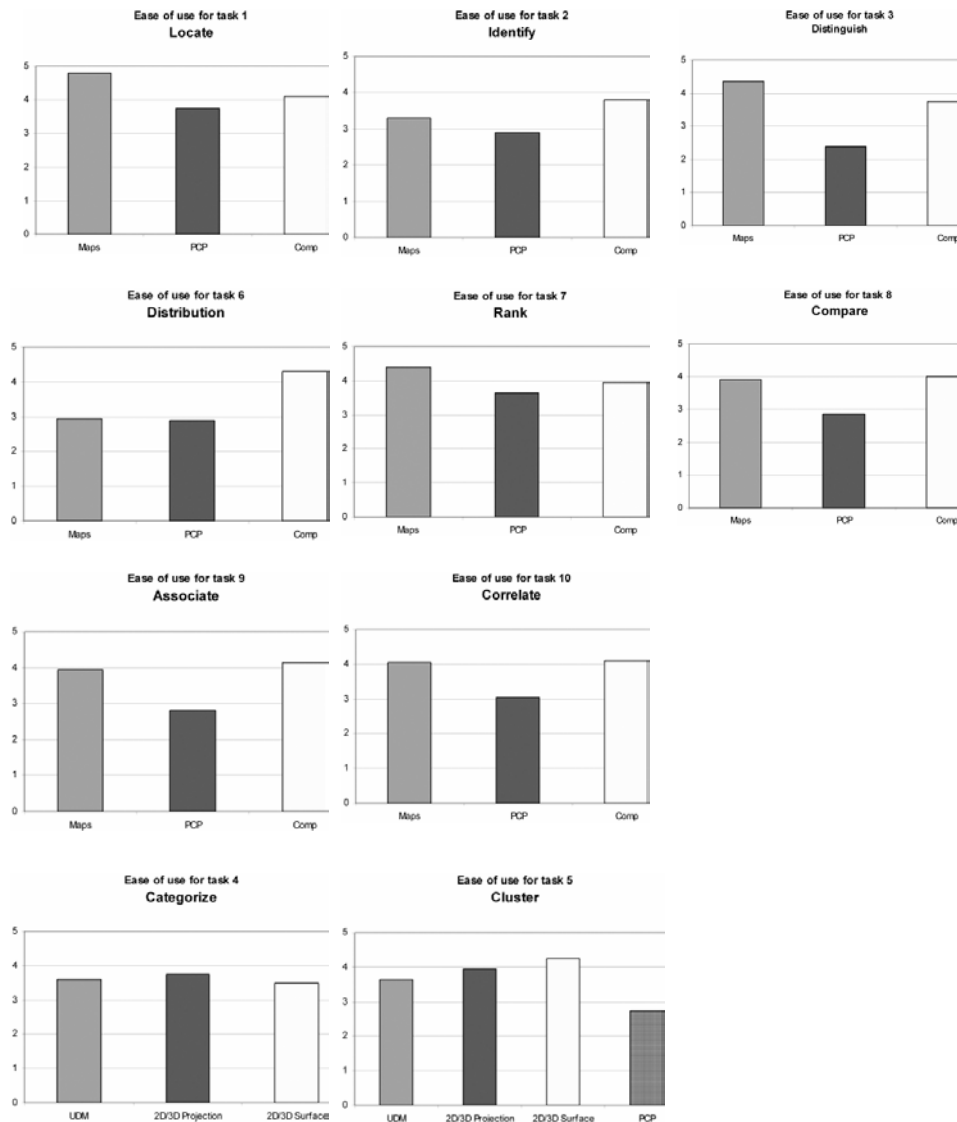 Ease of use for task 1
Locate
5
4
3
2
1
0
Maps PCP Comp
Ease of use for task 2
Identify
5
4
3
2
1
0
Maps PCP Comp
Ease of use for task 3
Distinguish
5
4
3
2
1
0
Maps PCP Comp
Ease of use for task 6
Distribution
5
4
3
2
1
0
Maps PCP Comp
Ease of use for task 7
Rank
5
4
3
2
1
0
Maps PCP Comp
Ease of use for task 8
Compare
5
4
3
2
1
0
Maps PCP Comp
Ease of use for task 9
Associate
5
4
3
2
1
0
Maps PCP Comp
Ease of use for task 10
Correlate
5
4
3
2
1
0
Maps PCP Comp
Ease of use for task 4
Categorize
5
4
3
2
1
0
UDM 2D/3D Projection 2D/3D Surfaces
Ease of use for task 5
Cluster
5
4
3
2
1
0
UDM 2D/3D Projection 2D/3D Surface PCP